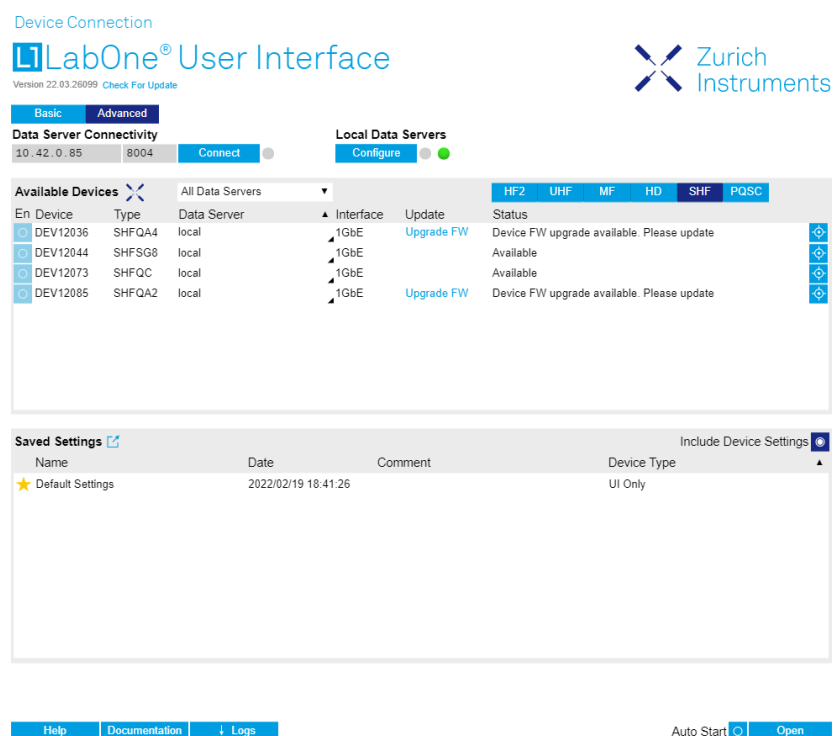 Device Connection
L1 LabOne® User Interface
Zurich
Instruments
Version 22.03.26099 Check For Update
Basic Advanced
Data Server Connectivity Local Data Servers
10.42.0.85 8004 Connect Configure
Available Devices All Data Servers HF2 UHF MF HD SHF PQSC
En Device Type Data Server Interface Update Status
DEV12036 SHFQA4 local 1GbE Upgrade FW Device FW upgrade available. Please update
DEV12044 SHFSG8 local 1GbE Available
DEV12073 SHFQC local 1GbE Available
DEV12085 SHFQA2 local 1GbE Upgrade FW Device FW upgrade available. Please update
Saved Settings Include Device Settings
Name Date Comment Device Type
Default Settings 2022/02/19 18:41:26 UI Only
Help Documentation ↓ Logs Auto Start Open